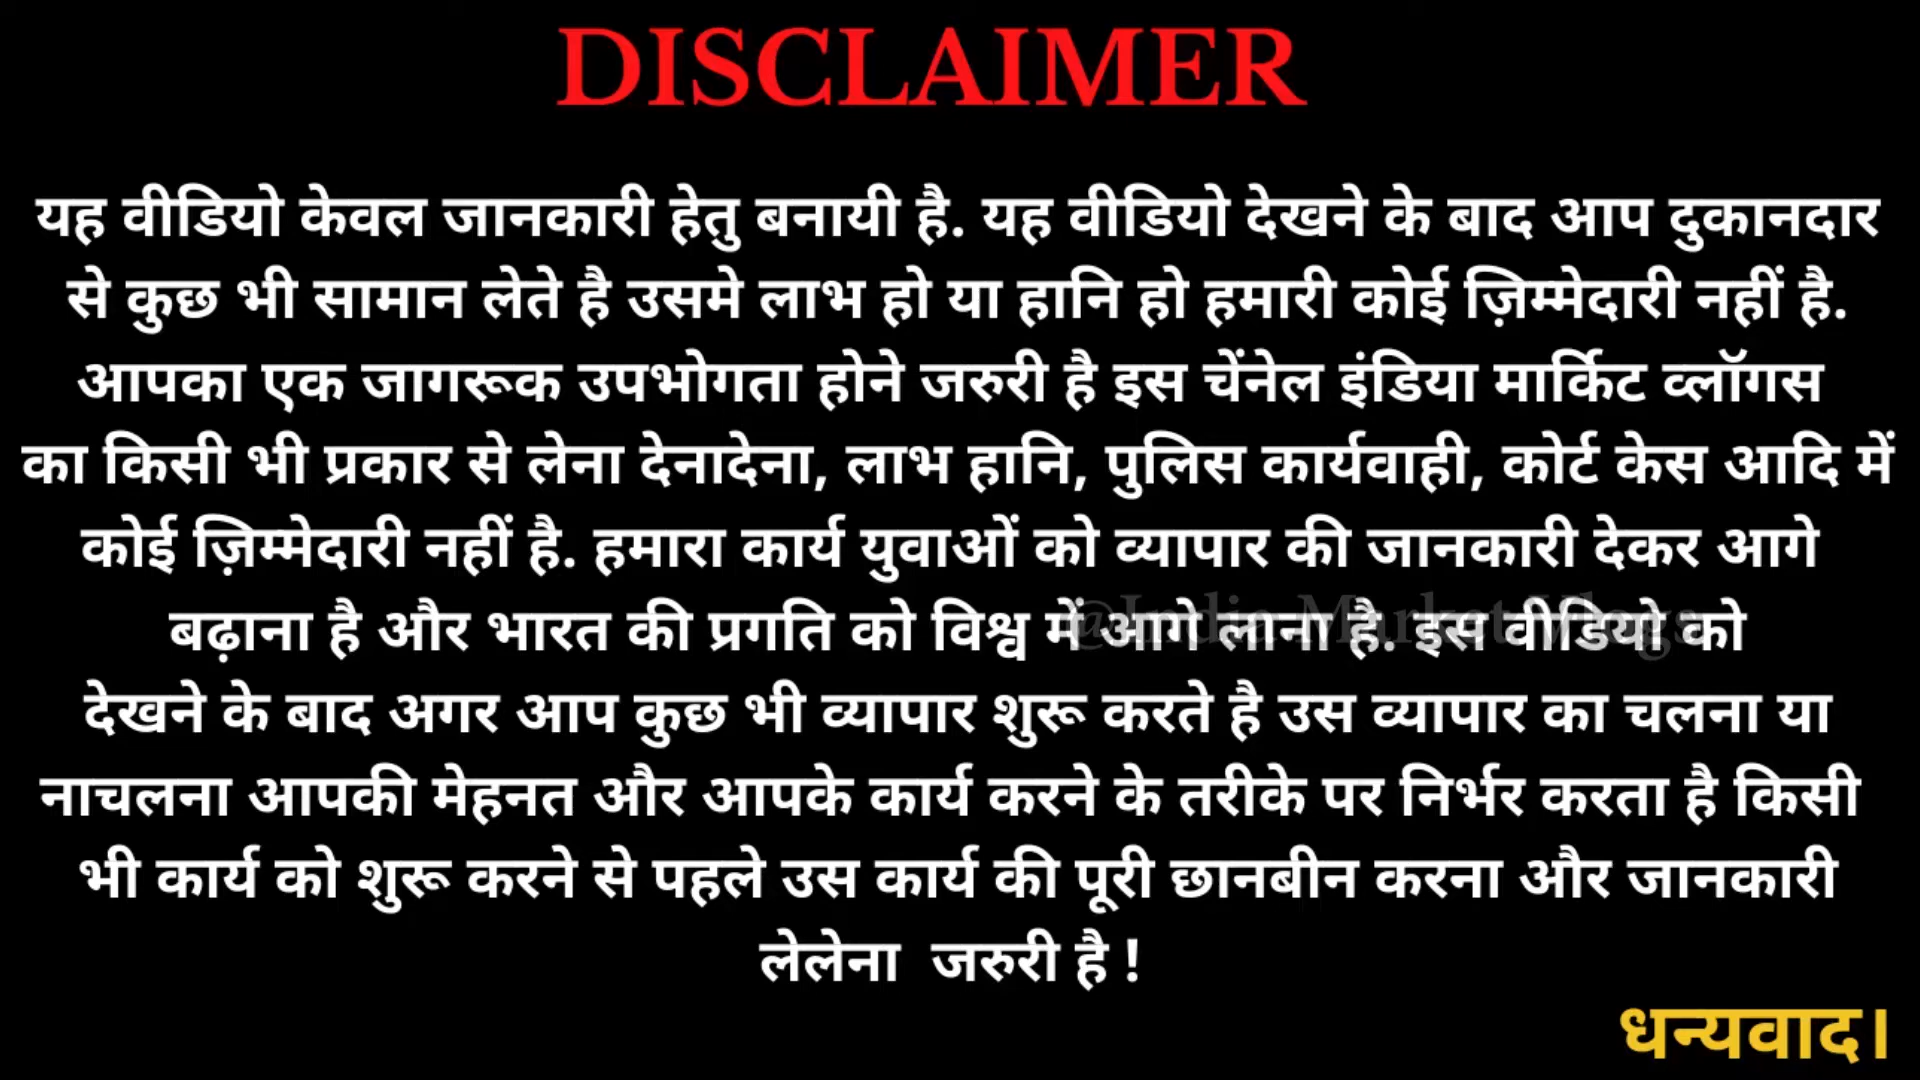 DISCLAIMER
यह वीडियो केवल जानकारी हेतु बनायी है. यह वीडियो देखने के बाद आप दुकानदार
से कुछ भी सामान लेते है उसमे लाभ हो या हानि हो हमारी कोई ज़िम्मेदारी नहीं है.
आपका एक जागरूक उपभोगता होने जरुरी है इस चेंनेल इंडिया मार्किट व्लॉगस
का किसी भी प्रकार से लेना देनादेना, लाभ हानि, पुलिस कार्यवाही, कोर्ट केस आदि में
कोई ज़िम्मेदारी नहीं है. हमारा कार्य युवाओं को व्यापार की जानकारी देकर आगे
बढ़ाना है और भारत की प्रगति को विश्व में आगे लाना है. इस वीडियो को
@India Market Vlogs
देखने के बाद अगर आप कुछ भी व्यापार शुरू करते है उस व्यापार का चलना या
नाचलना आपकी मेहनत और आपके कार्य करने के तरीके पर निर्भर करता है किसी
भी कार्य को शुरू करने से पहले उस कार्य की पूरी छानबीन करना और जानकारी
लेलेना जरुरी है !
धन्यवाद।